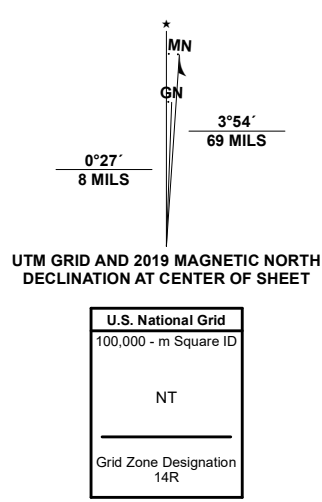 ★
MN
GN
3°54´
69 MILS
0°27´
8 MILS
UTM GRID AND 2019 MAGNETIC NORTH
DECLINATION AT CENTER OF SHEET
U.S. National Grid
100,000 - m Square ID
NT
Grid Zone Designation
14R